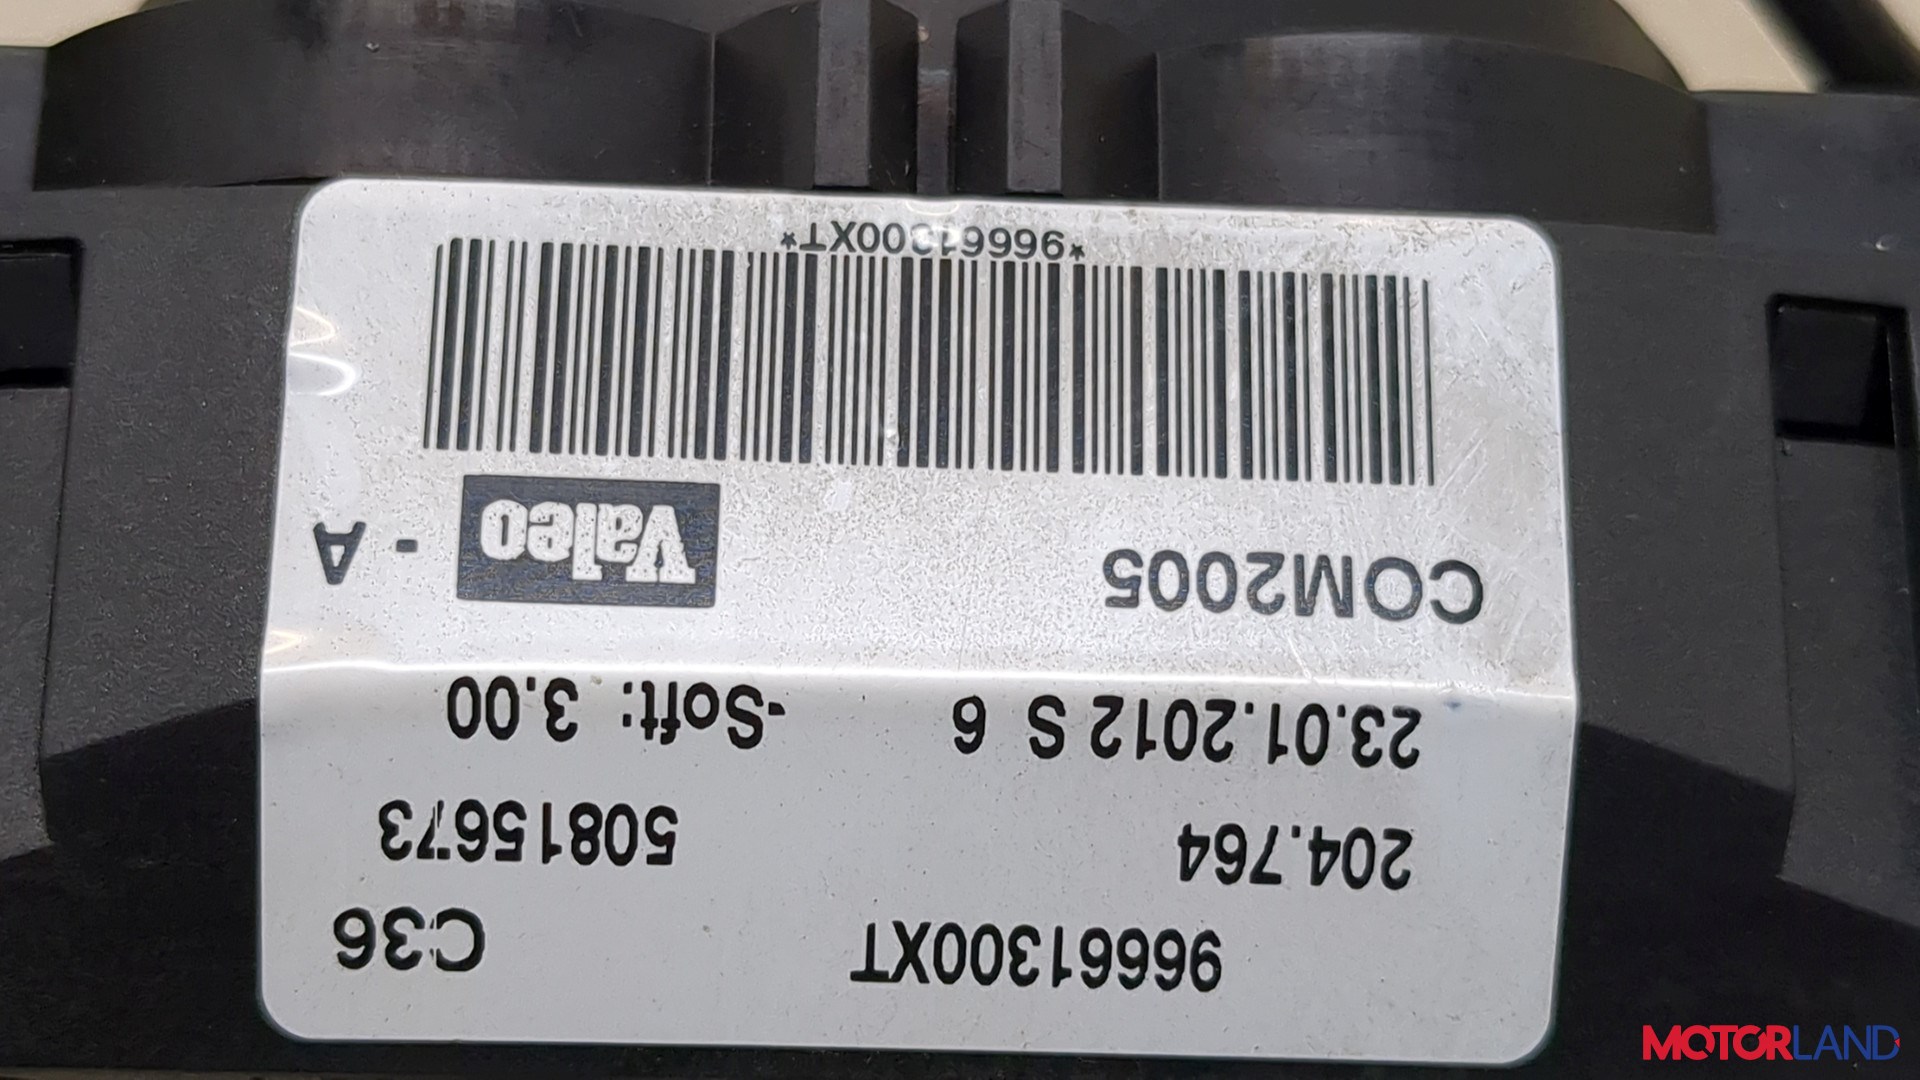 96661300XT C36
204.764 50815673
23.01.2012 S 6 -Soft: 3.00
COM2005 Valeo - A
*96661300XT*
MOTORLAND